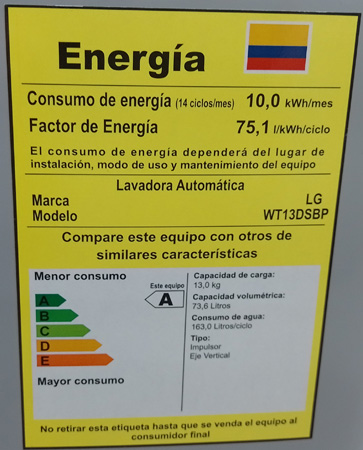 Energía
Consumo de energía (14 ciclos/mes) 10,0 kWh/mes
Factor de Energía 75,1 l/kWh/ciclo
El consumo de energía dependerá del lugar de
instalación, modo de uso y mantenimiento del equipo
Lavadora Automática
Marca LG
Modelo WT13DSBP
Compare este equipo con otros de
similares características
Menor consumo
Este equipo
A
A
B
C
D
E
Mayor consumo
Capacidad de carga:
13,0 kg
Capacidad volumétrica:
73,6 Litros
Consumo de agua:
163,0 Litros/ciclo
Tipo:
Impulsor
Eje Vertical
No retirar esta etiqueta hasta que se venda el equipo al
consumidor final